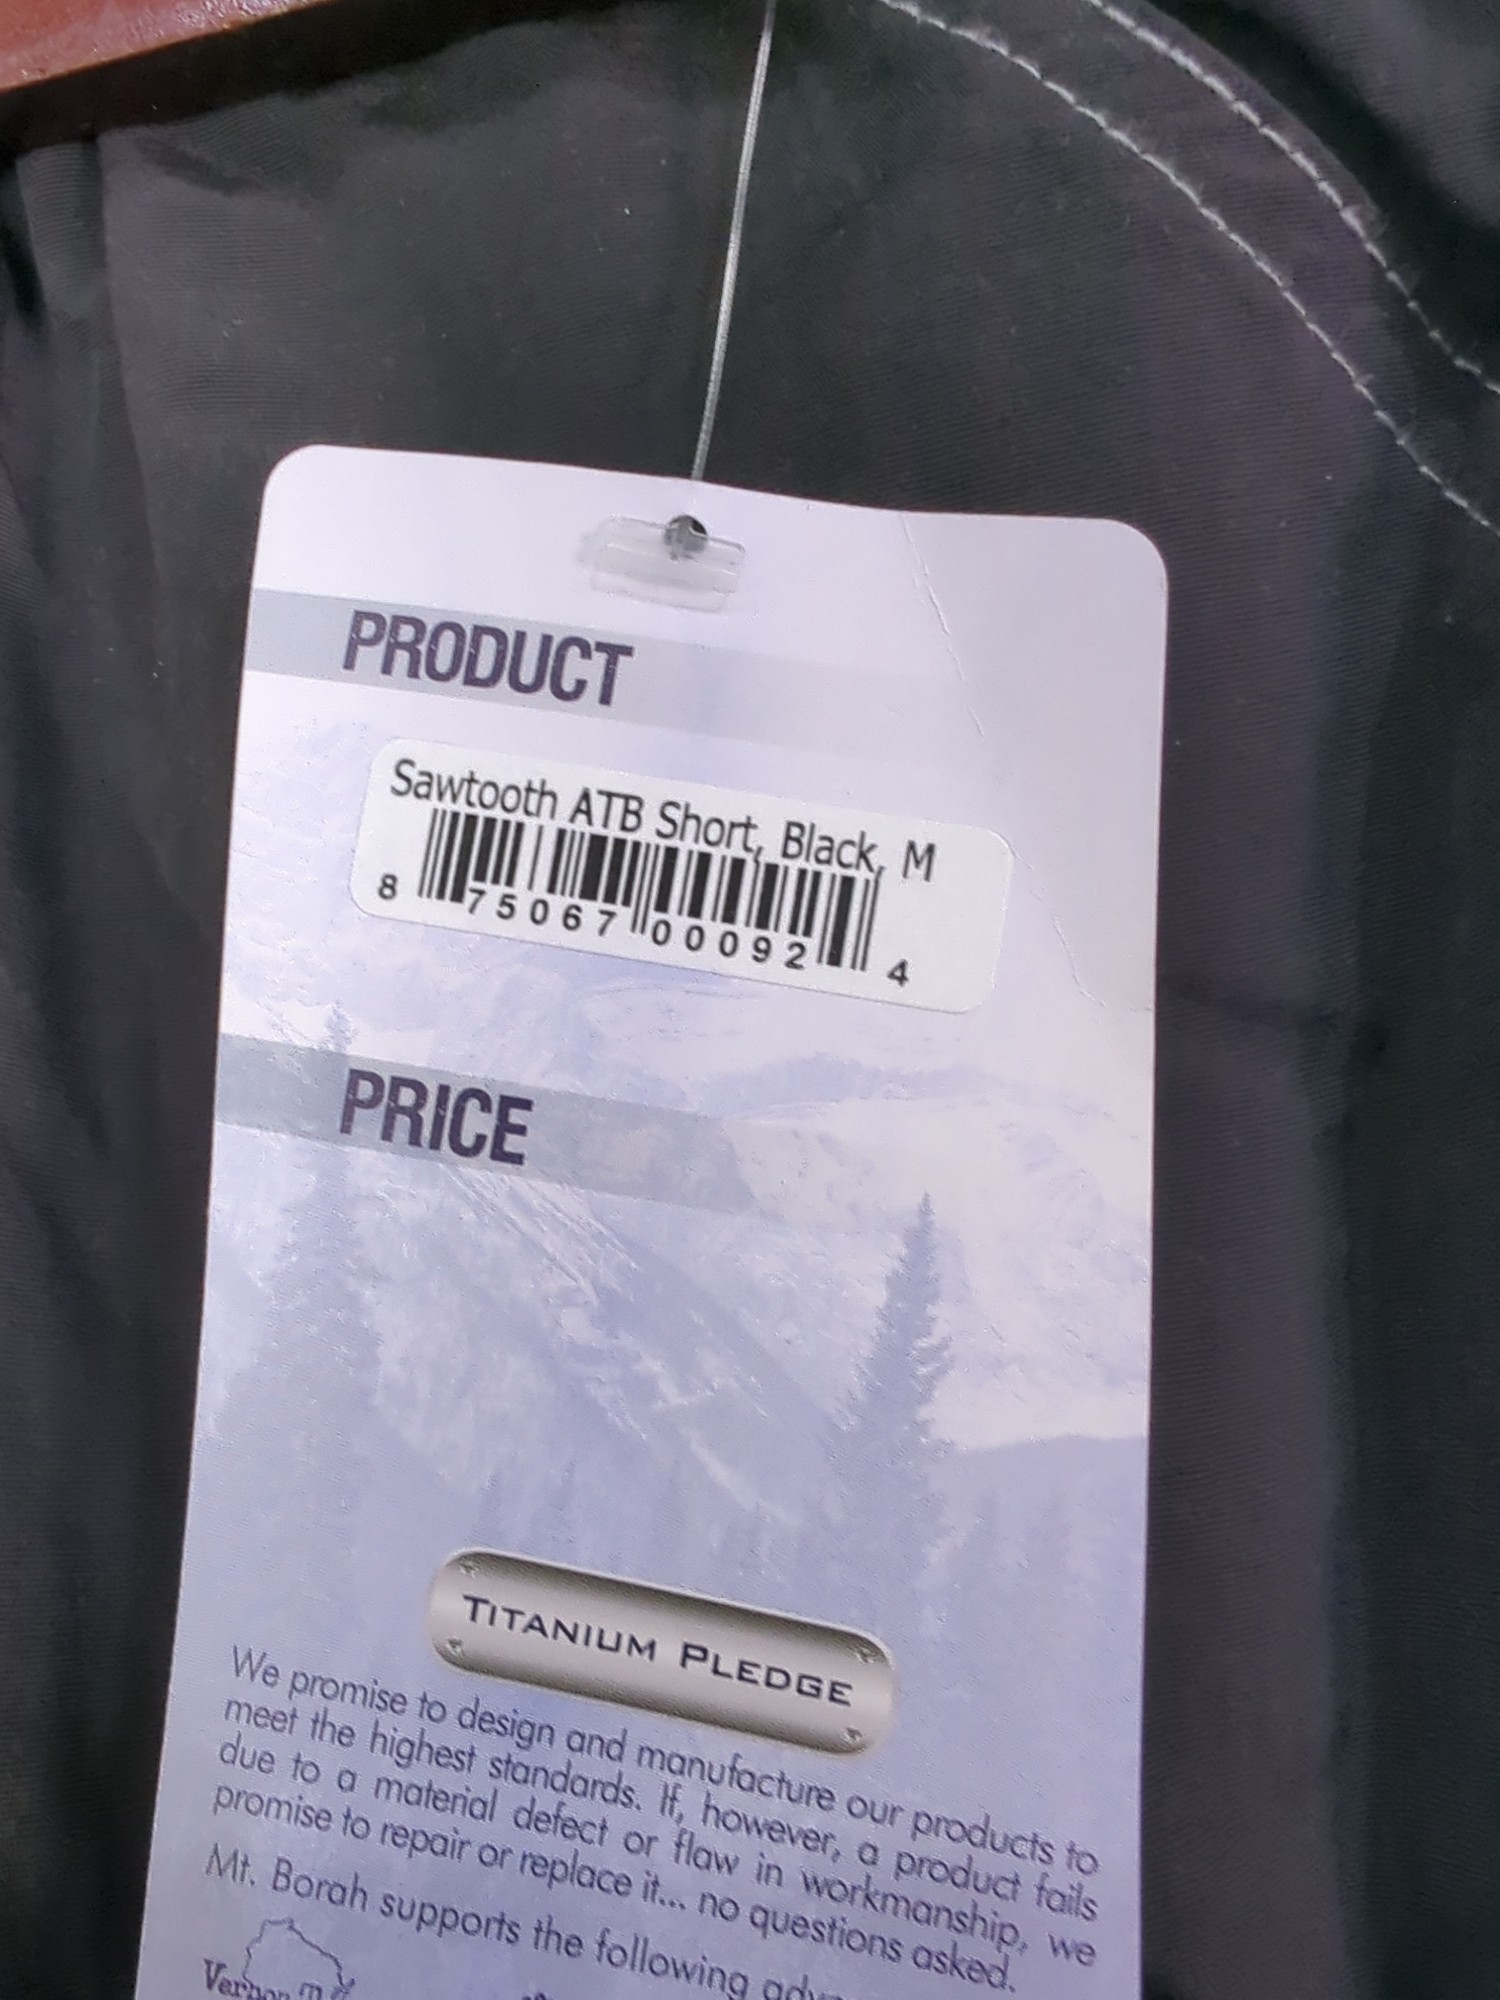 PRODUCT
Sawtooth ATB Short, Black, M
8 75067 00092 4
PRICE
TITANIUM PLEDGE
We promise to design and manufacture our products to
meet the highest standards. If, however, a product fails
due to a material defect or flaw in workmanship, we
promise to repair or replace it... no questions asked.
Mt. Borah supports the following